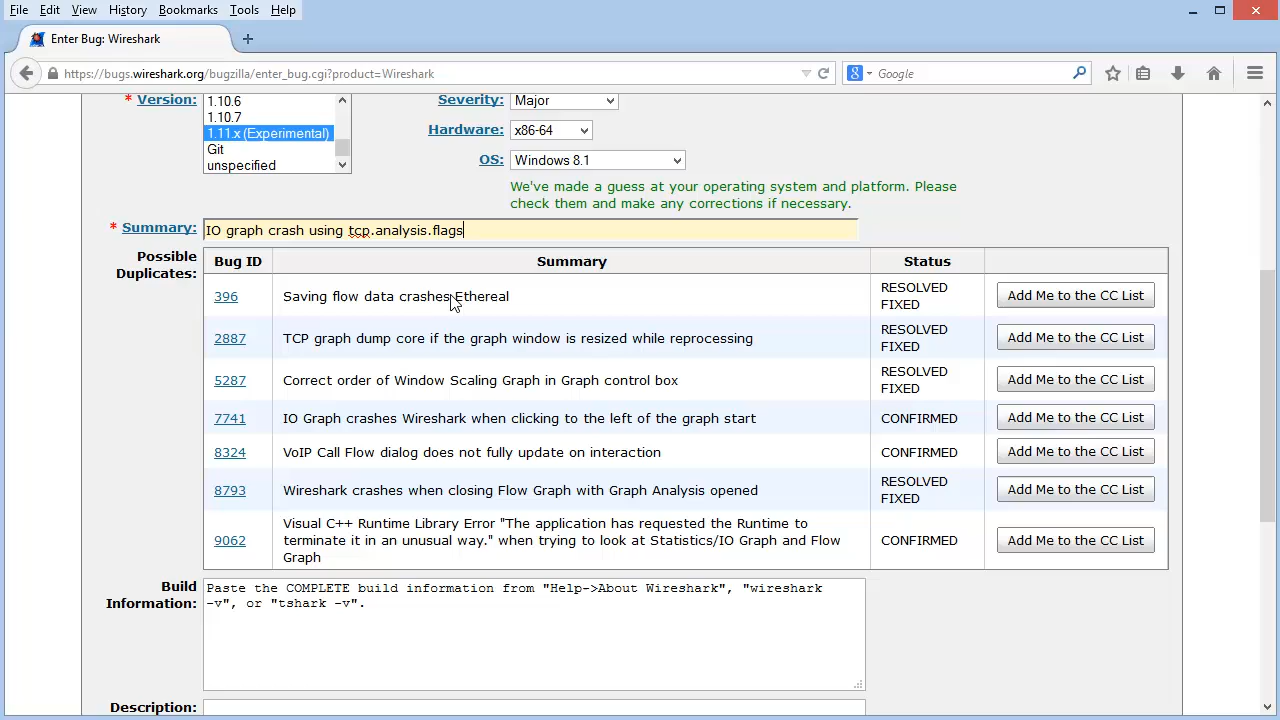 File Edit View History Bookmarks Tools Help
Enter Bug: Wireshark
https://bugs.wireshark.org/bugzilla/enter_bug.cgi?product=Wireshark
Google
* Version:
1.10.6
1.10.7
1.11.x (Experimental)
Git
unspecified
Severity: Major
Hardware: x86-64
OS: Windows 8.1
We've made a guess at your operating system and platform. Please
check them and make any corrections if necessary.
* Summary: IO graph crash using tcp.analysis.flags
Possible
Duplicates:
Bug ID Summary Status
396 Saving flow data crashes Ethereal RESOLVED
FIXED Add Me to the CC List
2887 TCP graph dump core if the graph window is resized while reprocessing RESOLVED
FIXED Add Me to the CC List
5287 Correct order of Window Scaling Graph in Graph control box RESOLVED
FIXED Add Me to the CC List
7741 IO Graph crashes Wireshark when clicking to the left of the graph start CONFIRMED Add Me to the CC List
8324 VoIP Call Flow dialog does not fully update on interaction CONFIRMED Add Me to the CC List
8793 Wireshark crashes when closing Flow Graph with Graph Analysis opened RESOLVED
FIXED Add Me to the CC List
Visual C++ Runtime Library Error "The application has requested the Runtime to
9062 terminate it in an unusual way." when trying to look at Statistics/IO Graph and Flow CONFIRMED Add Me to the CC List
Graph
Build
Information:
Paste the COMPLETE build information from "Help->About Wireshark", "wireshark
-v", or "tshark -v".
Description: